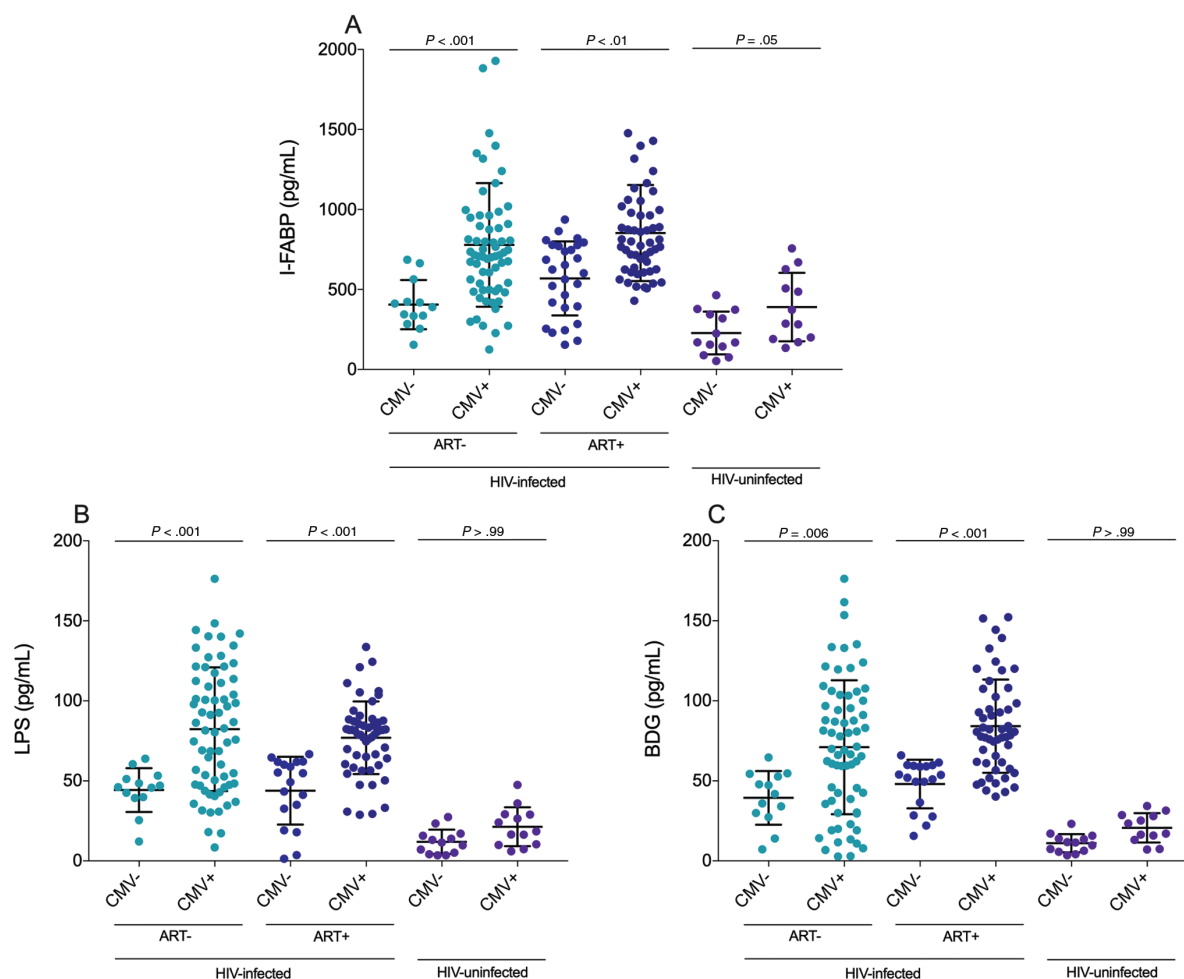 A
P < .001
P < .01
P = .05
2000
1500
1000
500
0
I-FABP (pg/mL)
CMV-
CMV+
CMV-
CMV+
CMV-
CMV+
ART-
ART+
HIV-infected
HIV-uninfected
B
P < .001
P < .001
P > .99
200
150
100
50
0
LPS (pg/mL)
CMV-
CMV+
CMV-
CMV+
CMV-
CMV+
ART-
ART+
HIV-infected
HIV-uninfected
C
P = .006
P < .001
P > .99
200
150
100
50
0
BDG (pg/mL)
CMV-
CMV+
CMV-
CMV+
CMV-
CMV+
ART-
ART+
HIV-infected
HIV-uninfected